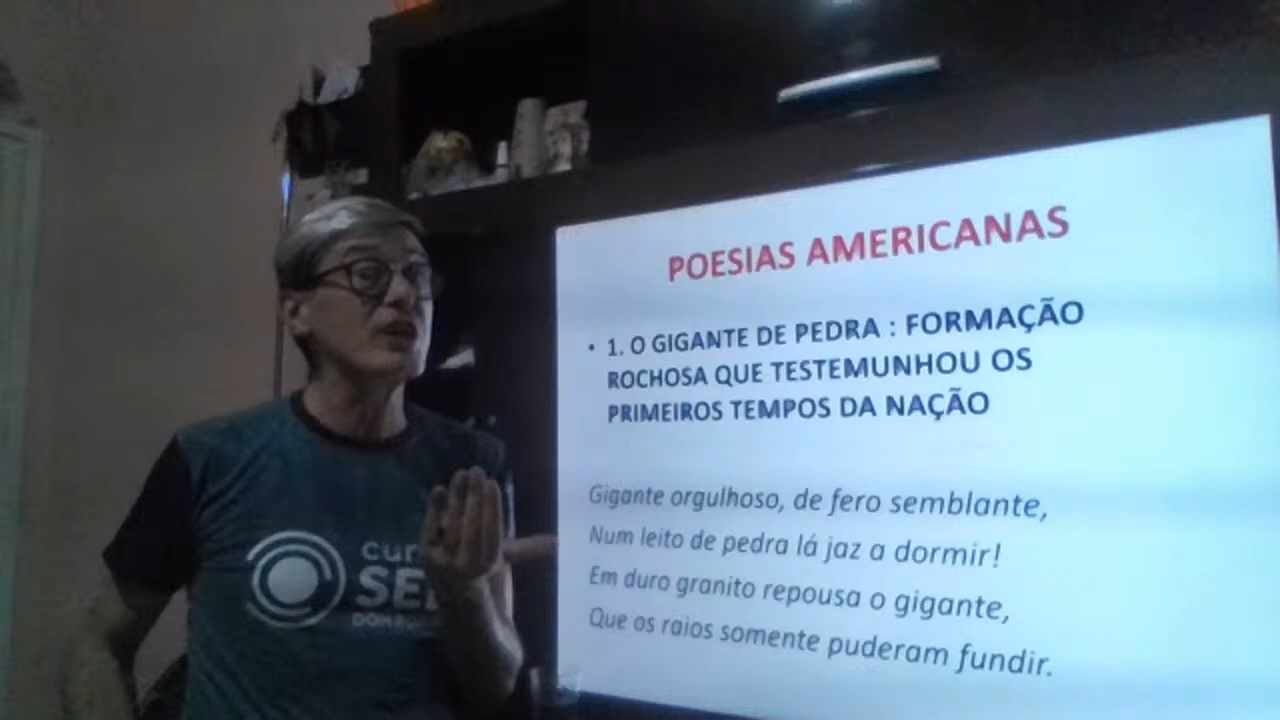 POESIAS AMERICANAS
• 1. O GIGANTE DE PEDRA : FORMAÇÃO
ROCHOSA QUE TESTEMUNHOU OS
PRIMEIROS TEMPOS DA NAÇÃO
Gigante orgulhoso, de fero semblante,
Num leito de pedra lá jaz a dormir!
Em duro granito repousa o gigante,
Que os raios somente puderam fundir.